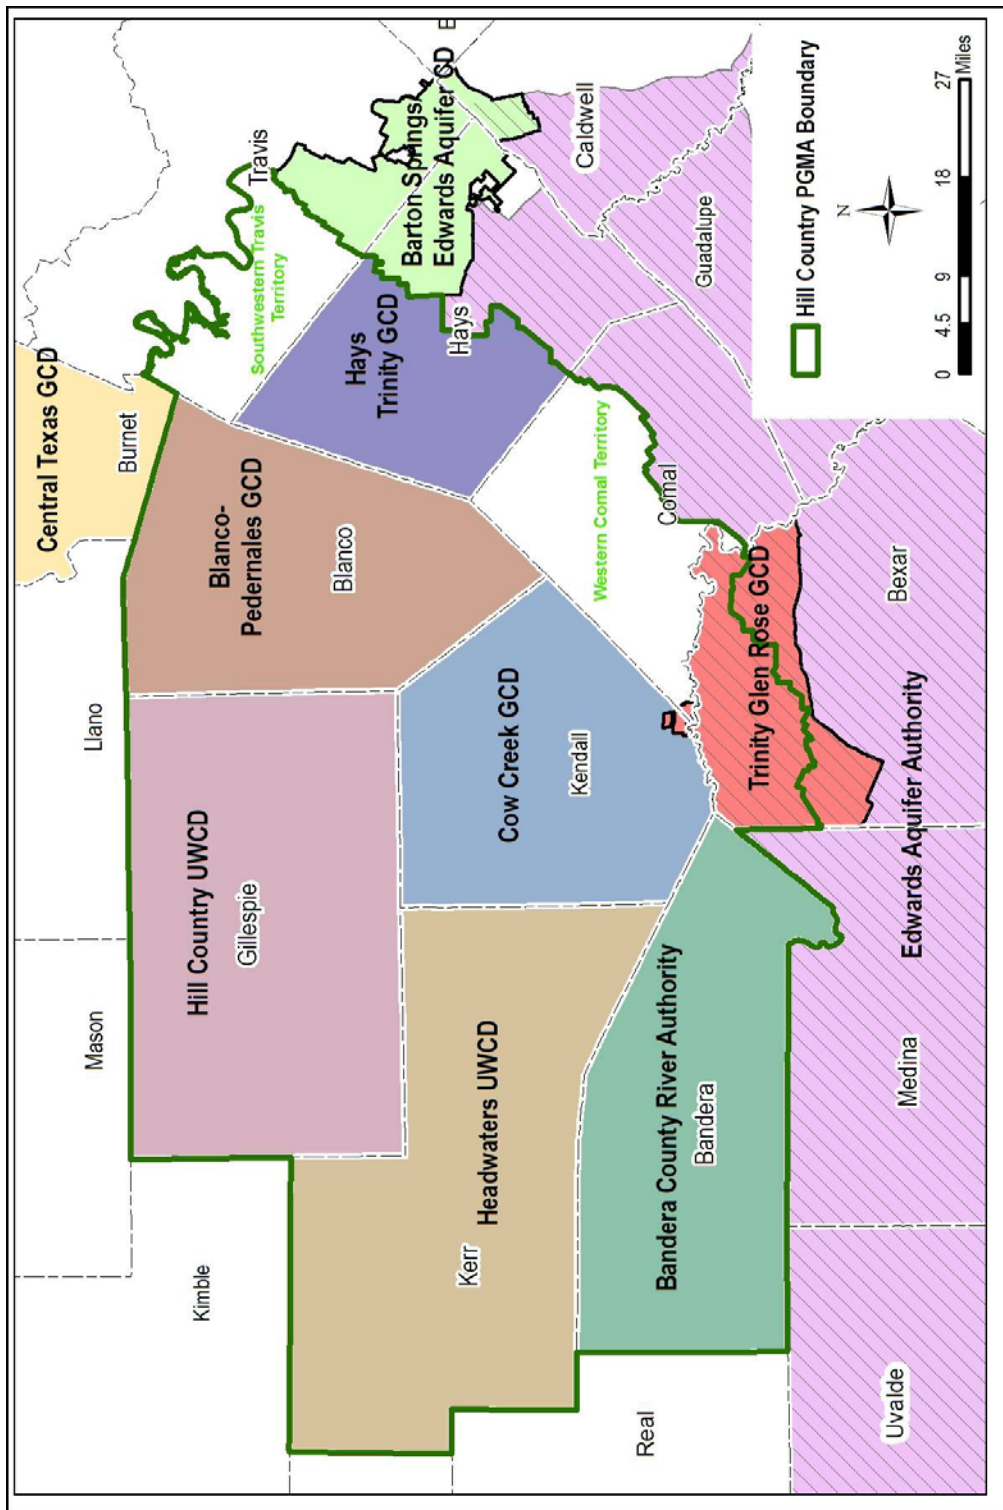 Kimble
Mason
Llano
Burnet
Central Texas GCD
Hill Country UWCD
Gillespie
Blanco-
Pedernales GCD
Blanco
Southwestern Travis
Territory
Travis
Hays
Trinity GCD
Hays
Barton Springs/
Edwards Aquifer CD
B
Headwaters UWCD
Kerr
Cow Creek GCD
Kendall
Western Comal Territory
Comal
Caldwell
Guadalupe
Real
Bandera County River Authority
Bandera
Trinity Glen Rose GCD
Bexar
Edwards Aquifer Authority
Medina
Uvalde
N
Hill Country PGMA Boundary
0 4.5 9 18 27
Miles